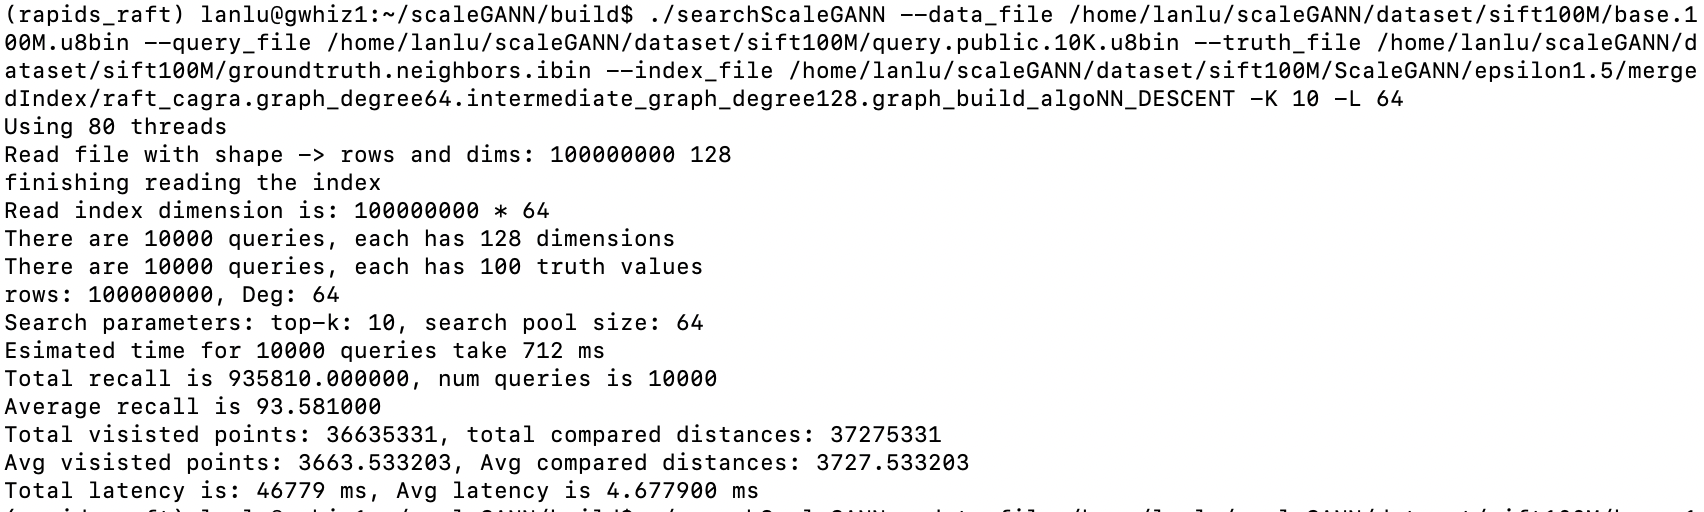 (rapids_raft) lanlu@gwhiz1:~/scaleGANN/build$ ./searchScaleGANN --data_file /home/lanlu/scaleGANN/dataset/sift100M/base.1
00M.u8bin --query_file /home/lanlu/scaleGANN/dataset/sift100M/query.public.10K.u8bin --truth_file /home/lanlu/scaleGANN/d
ataset/sift100M/groundtruth.neighbors.ibin --index_file /home/lanlu/scaleGANN/dataset/sift100M/ScaleGANN/epsilon1.5/merge
dIndex/raft_cagra.graph_degree64.intermediate_graph_degree128.graph_build_algoNN_DESCENT -K 10 -L 64
Using 80 threads
Read file with shape -> rows and dims: 100000000 128
finishing reading the index
Read index dimension is: 100000000 * 64
There are 10000 queries, each has 128 dimensions
There are 10000 queries, each has 100 truth values
rows: 100000000, Deg: 64
Search parameters: top-k: 10, search pool size: 64
Esimated time for 10000 queries take 712 ms
Total recall is 935810.000000, num queries is 10000
Average recall is 93.581000
Total visisted points: 36635331, total compared distances: 37275331
Avg visisted points: 3663.533203, Avg compared distances: 3727.533203
Total latency is: 46779 ms, Avg latency is 4.677900 ms